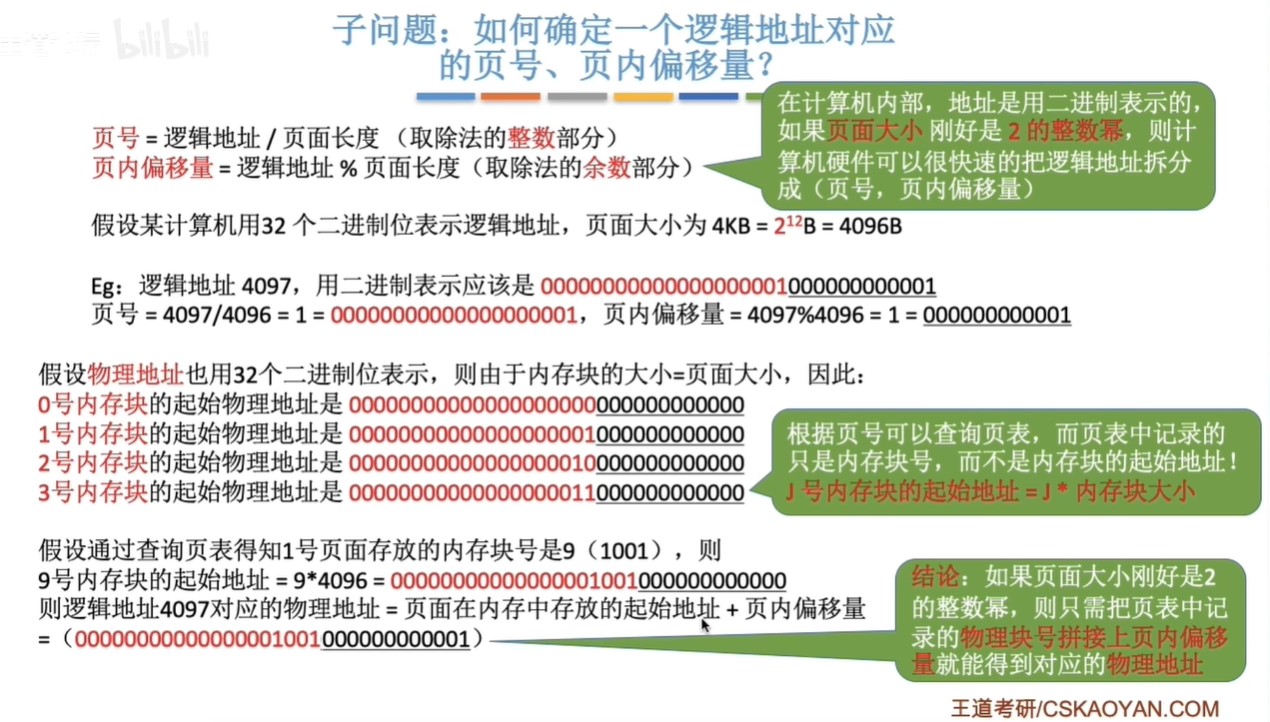 bilibili
子问题：如何确定一个逻辑地址对应
的页号、页内偏移量？
在计算机内部，地址是用二进制表示的，
如果页面大小 刚好是 2 的整数幂，则计
算机硬件可以很快速的把逻辑地址拆分
成（页号，页内偏移量）
页号 = 逻辑地址 / 页面长度 （取除法的整数部分）
页内偏移量 = 逻辑地址 % 页面长度（取除法的余数部分）
假设某计算机用32 个二进制位表示逻辑地址，页面大小为 4KB = 2¹²B = 4096B
Eg：逻辑地址 4097，用二进制表示应该是 00000000000000000001000000000001
页号 = 4097/4096 = 1 = 00000000000000000001，页内偏移量 = 4097%4096 = 1 = 000000000001
假设物理地址也用32个二进制位表示，则由于内存块的大小=页面大小，因此：
0号内存块的起始物理地址是 00000000000000000000000000000000
1号内存块的起始物理地址是 00000000000000000001000000000000
2号内存块的起始物理地址是 00000000000000000010000000000000
3号内存块的起始物理地址是 00000000000000000011000000000000
根据页号可以查询页表，而页表中记录的
只是内存块号，而不是内存块的起始地址！
J 号内存块的起始地址 = J * 内存块大小
假设通过查询页表得知1号页面存放的内存块号是9（1001），则
9号内存块的起始地址 = 9*4096 = 00000000000000001001000000000000
则逻辑地址4097对应的物理地址 = 页面在内存中存放的起始地址 + 页内偏移量
=（00000000000000001001000000000001）
结论：如果页面大小刚好是2
的整数幂，则只需把页表中记
录的物理块号拼接上页内偏移
量就能得到对应的物理地址
王道考研/CSKAOYAN.COM